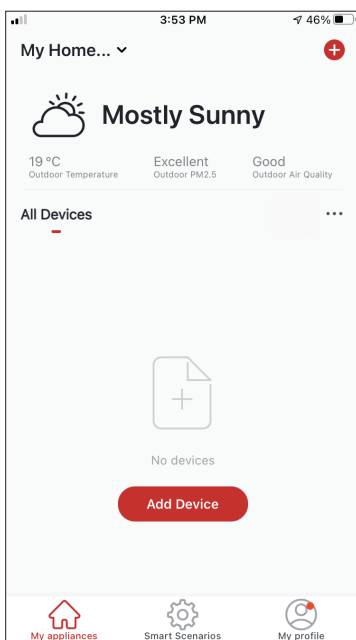 3:53 PM 46%
My Home...
Mostly Sunny
19 °C Excellent Good
Outdoor Temperature Outdoor PM2.5 Outdoor Air Quality
All Devices
No devices
Add Device
My appliances Smart Scenarios My profile